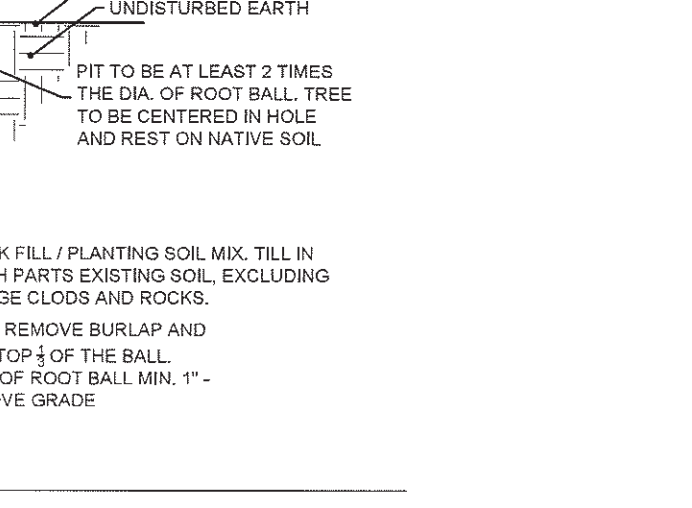 UNDISTURBED EARTH
PIT TO BE AT LEAST 2 TIMES
THE DIA. OF ROOT BALL. TREE
TO BE CENTERED IN HOLE
AND REST ON NATIVE SOIL
K FILL / PLANTING SOIL MIX. TILL IN
H PARTS EXISTING SOIL, EXCLUDING
GE CLODS AND ROCKS.
REMOVE BURLAP AND
TOP ⅓ OF THE BALL.
OF ROOT BALL MIN. 1" -
VE GRADE